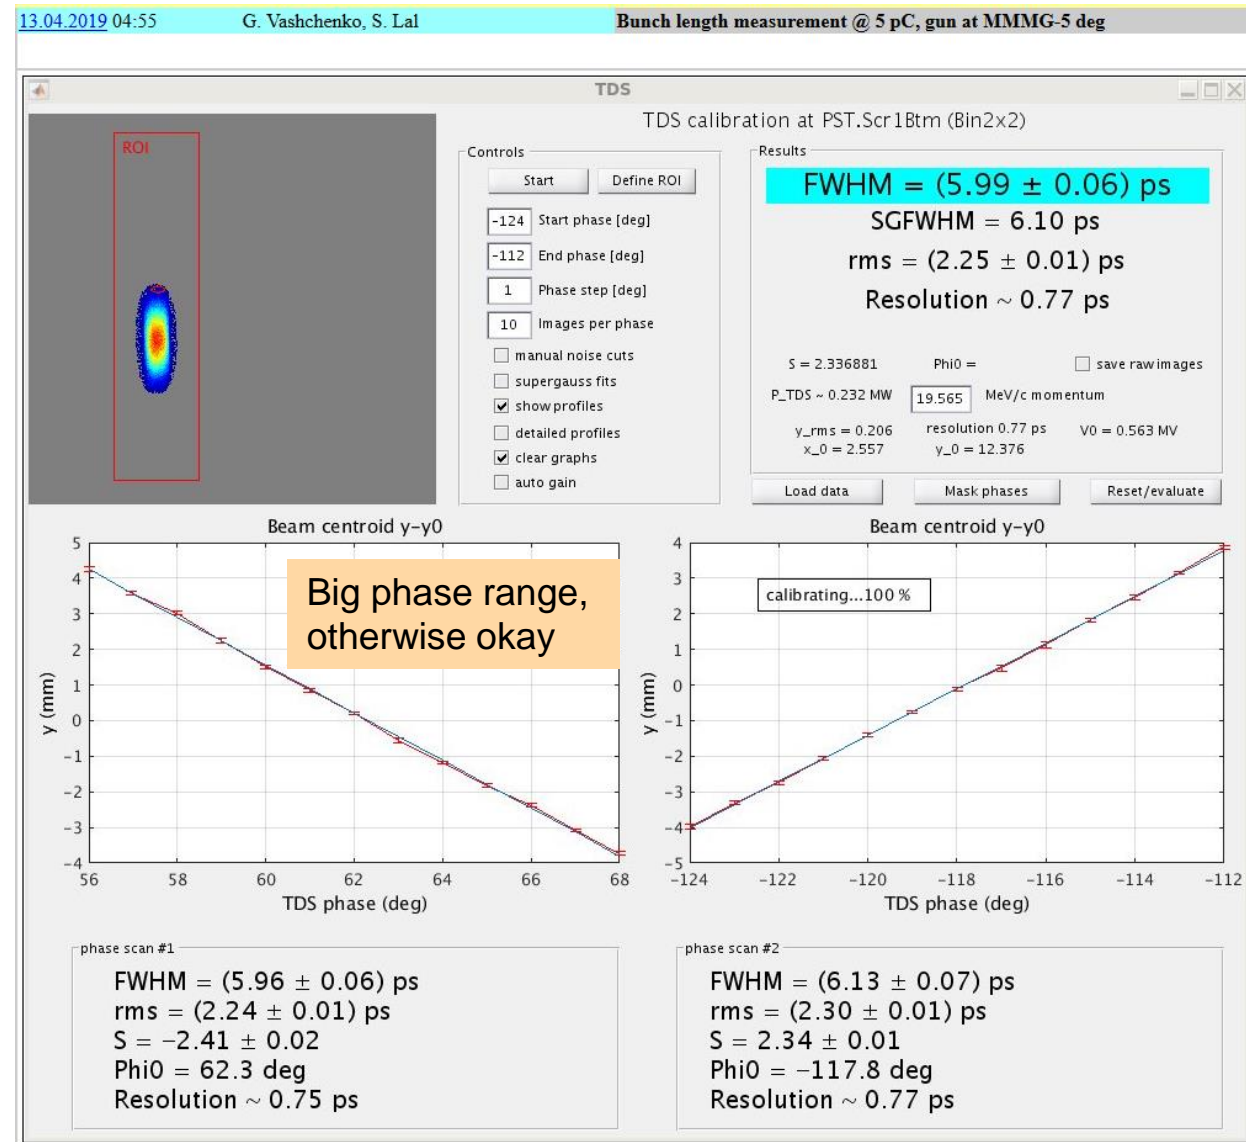 13.04.2019 04:55 G. Vashchenko, S. Lal Bunch length measurement @ 5 pC, gun at MMMG-5 deg
TDS
TDS calibration at PST.Scr1Btm (Bin2x2)
ROI
Controls
Start Define ROI
-124 Start phase [deg]
-112 End phase [deg]
1 Phase step [deg]
10 Images per phase
manual noise cuts
supergauss fits
show profiles
detailed profiles
clear graphs
auto gain
Results
FWHM = (5.99 ± 0.06) ps
SGFWHM = 6.10 ps
rms = (2.25 ± 0.01) ps
Resolution ~ 0.77 ps
S = 2.336881 Phi0 = save raw images
P_TDS ~ 0.232 MW 19.565 MeV/c momentum
y_rms = 0.206 resolution 0.77 ps V0 = 0.563 MV
x_0 = 2.557 y_0 = 12.376
Load data Mask phases Reset/evaluate
Beam centroid y-y0
Big phase range,
otherwise okay
y (mm)
5
4
3
2
1
0
-1
-2
-3
-4
56 58 60 62 64 66 68
TDS phase (deg)
Beam centroid y-y0
calibrating...100 %
y (mm)
4
3
2
1
0
-1
-2
-3
-4
-5
-124 -122 -120 -118 -116 -114 -112
TDS phase (deg)
phase scan #1
FWHM = (5.96 ± 0.06) ps
rms = (2.24 ± 0.01) ps
S = -2.41 ± 0.02
Phi0 = 62.3 deg
Resolution ~ 0.75 ps
phase scan #2
FWHM = (6.13 ± 0.07) ps
rms = (2.30 ± 0.01) ps
S = 2.34 ± 0.01
Phi0 = -117.8 deg
Resolution ~ 0.77 ps